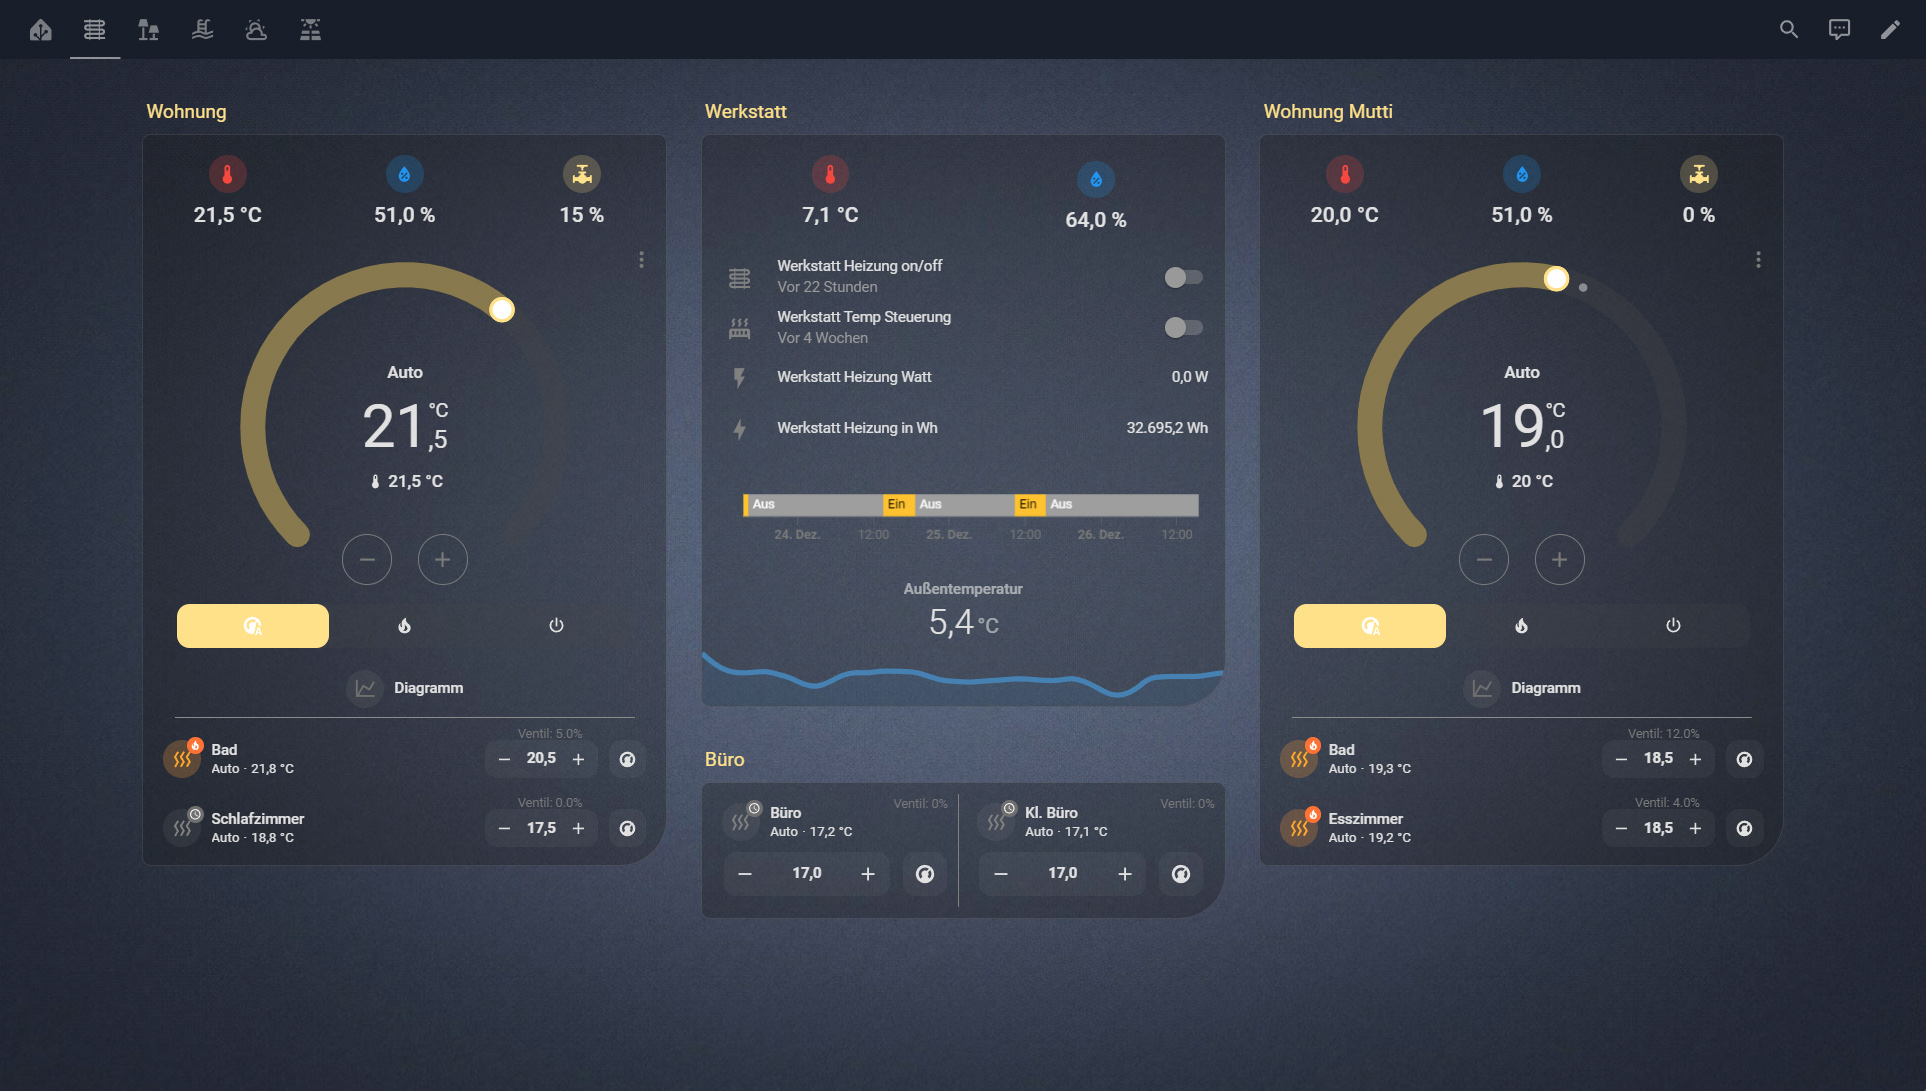 Wohnung
21,5 °C
51,0 %
15 %
Auto
21,5 °C
21,5 °C
Diagramm
Ventil: 5.0%
Bad
Auto · 21,8 °C
20,5
Ventil: 0.0%
Schlafzimmer
Auto · 18,8 °C
17,5
Werkstatt
7,1 °C
64,0 %
Werkstatt Heizung on/off
Vor 22 Stunden
Werkstatt Temp Steuerung
Vor 4 Wochen
Werkstatt Heizung Watt
0,0 W
Werkstatt Heizung in Wh
32.695,2 Wh
Aus Ein Aus Ein Aus
24. Dez. 12:00 25. Dez. 12:00 26. Dez. 12:00
Außentemperatur
5,4 °C
Büro
Büro
Ventil: 0%
Auto · 17,2 °C
17,0
Kl. Büro
Ventil: 0%
Auto · 17,1 °C
17,0
Wohnung Mutti
20,0 °C
51,0 %
0 %
Auto
19,0 °C
20 °C
Diagramm
Ventil: 12.0%
Bad
Auto · 19,3 °C
18,5
Ventil: 4.0%
Esszimmer
Auto · 19,2 °C
18,5